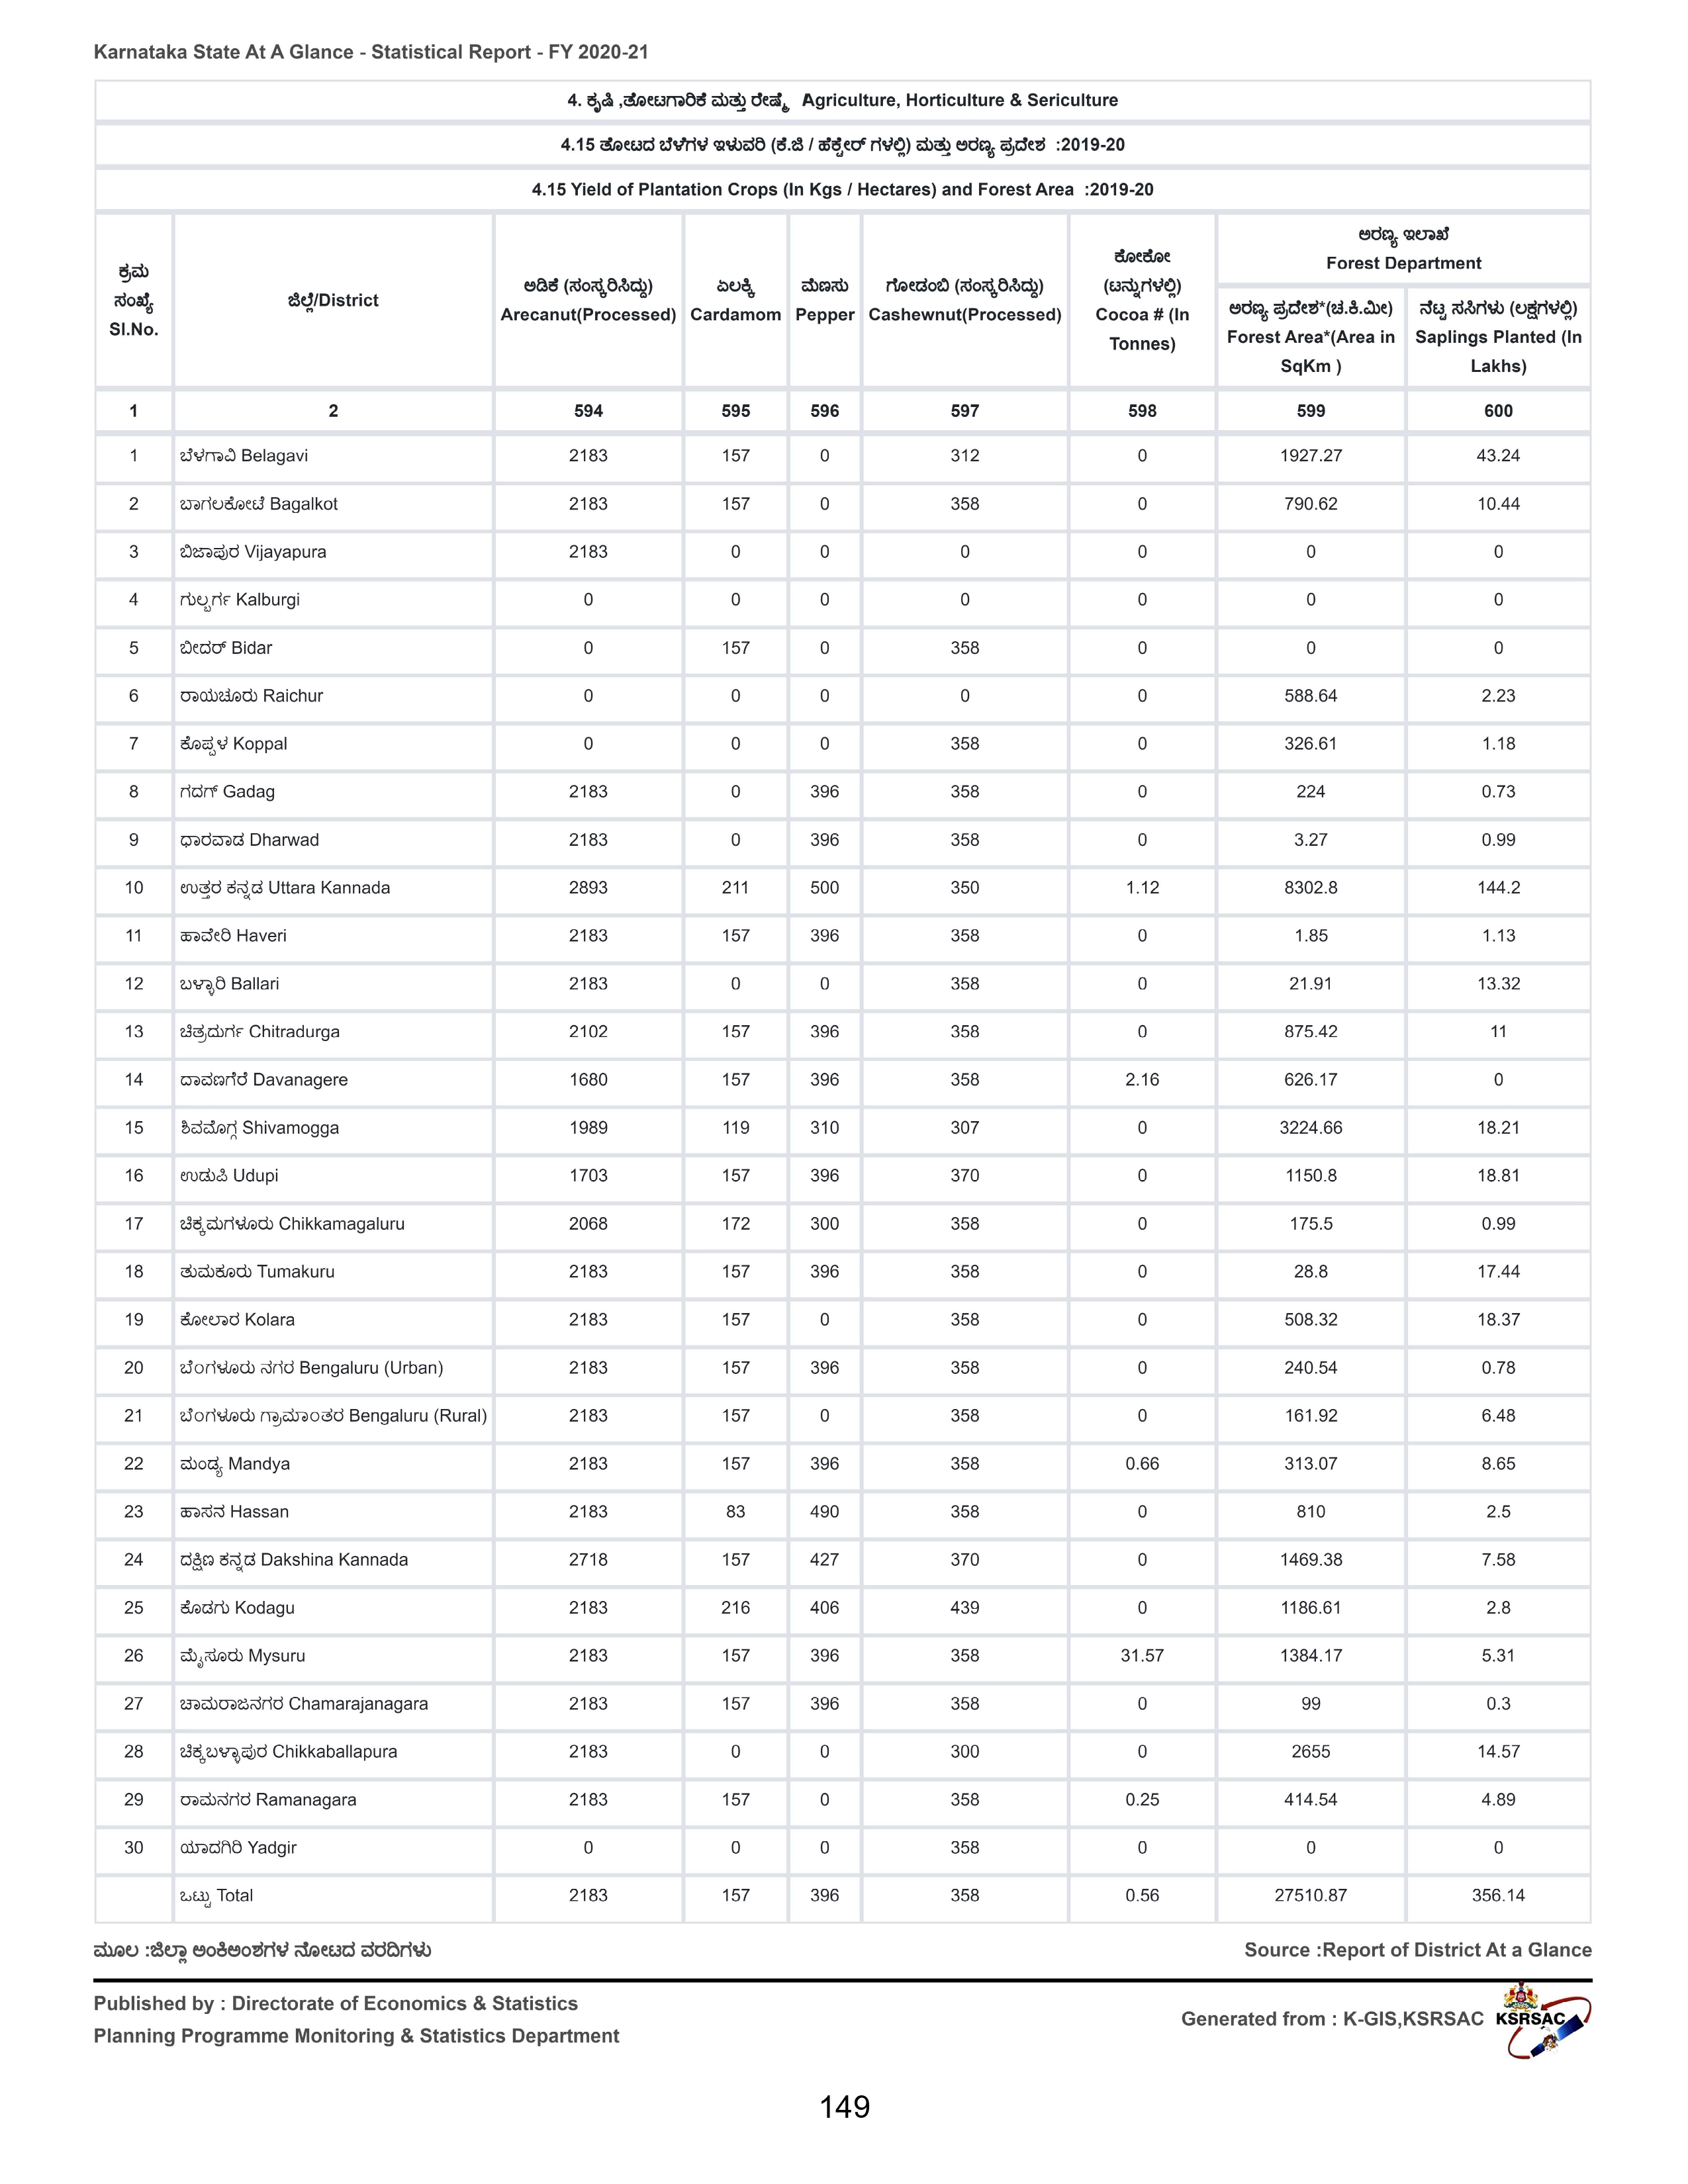 Karnataka State At A Glance - Statistical Report - FY 2020-21
4. ಕೃಷಿ ,ತೋಟಗಾರಿಕೆ ಮತ್ತು ರೇಷ್ಮೆ Agriculture, Horticulture & Sericulture
4.15 ತೋಟದ ಬೆಳೆಗಳ ಇಳುವರಿ (ಕೆ.ಜಿ / ಹೆಕ್ಟೇರ್ ಗಳಲ್ಲಿ) ಮತ್ತು ಅರಣ್ಯ ಪ್ರದೇಶ :2019-20
4.15 Yield of Plantation Crops (In Kgs / Hectares) and Forest Area :2019-20
ಕ್ರಮ ಸಂಖ್ಯೆ Sl.No.
ಜಿಲ್ಲೆ/District
ಅಡಿಕೆ (ಸಂಸ್ಕರಿಸಿದ್ದು) Arecanut(Processed)
ಏಲಕ್ಕಿ Cardamom
ಮೆಣಸು Pepper
ಗೋಡಂಬಿ (ಸಂಸ್ಕರಿಸಿದ್ದು) Cashewnut(Processed)
ಕೋಕೋ (ಟನ್ನುಗಳಲ್ಲಿ) Cocoa # (In Tonnes)
ಅರಣ್ಯ ಇಲಾಖೆ
Forest Department
ಅರಣ್ಯ ಪ್ರದೇಶ*(ಚ.ಕಿ.ಮೀ) Forest Area*(Area in SqKm )
ನೆಟ್ಟ ಸಸಿಗಳು (ಲಕ್ಷಗಳಲ್ಲಿ) Saplings Planted (In Lakhs)
1 2 594 595 596 597 598 599 600
1 ಬೆಳಗಾವಿ Belagavi 2183 157 0 312 0 1927.27 43.24
2 ಬಾಗಲಕೋಟೆ Bagalkot 2183 157 0 358 0 790.62 10.44
3 ಬಿಜಾಪುರ Vijayapura 2183 0 0 0 0 0 0
4 ಗುಲ್ಬರ್ಗ Kalburgi 0 0 0 0 0 0 0
5 ಬೀದರ್ Bidar 0 157 0 358 0 0 0
6 ರಾಯಚೂರು Raichur 0 0 0 0 0 588.64 2.23
7 ಕೊಪ್ಪಳ Koppal 0 0 0 358 0 326.61 1.18
8 ಗದಗ್ Gadag 2183 0 396 358 0 224 0.73
9 ಧಾರವಾಡ Dharwad 2183 0 396 358 0 3.27 0.99
10 ಉತ್ತರ ಕನ್ನಡ Uttara Kannada 2893 211 500 350 1.12 8302.8 144.2
11 ಹಾವೇರಿ Haveri 2183 157 396 358 0 1.85 1.13
12 ಬಳ್ಳಾರಿ Ballari 2183 0 0 358 0 21.91 13.32
13 ಚಿತ್ರದುರ್ಗ Chitradurga 2102 157 396 358 0 875.42 11
14 ದಾವಣಗೆರೆ Davanagere 1680 157 396 358 2.16 626.17 0
15 ಶಿವಮೊಗ್ಗ Shivamogga 1989 119 310 307 0 3224.66 18.21
16 ಉಡುಪಿ Udupi 1703 157 396 370 0 1150.8 18.81
17 ಚಿಕ್ಕಮಗಳೂರು Chikkamagaluru 2068 172 300 358 0 175.5 0.99
18 ತುಮಕೂರು Tumakuru 2183 157 396 358 0 28.8 17.44
19 ಕೋಲಾರ Kolara 2183 157 0 358 0 508.32 18.37
20 ಬೆಂಗಳೂರು ನಗರ Bengaluru (Urban) 2183 157 396 358 0 240.54 0.78
21 ಬೆಂಗಳೂರು ಗ್ರಾಮಾಂತರ Bengaluru (Rural) 2183 157 0 358 0 161.92 6.48
22 ಮಂಡ್ಯ Mandya 2183 157 396 358 0.66 313.07 8.65
23 ಹಾಸನ Hassan 2183 83 490 358 0 810 2.5
24 ದಕ್ಷಿಣ ಕನ್ನಡ Dakshina Kannada 2718 157 427 370 0 1469.38 7.58
25 ಕೊಡಗು Kodagu 2183 216 406 439 0 1186.61 2.8
26 ಮೈಸೂರು Mysuru 2183 157 396 358 31.57 1384.17 5.31
27 ಚಾಮರಾಜನಗರ Chamarajanagara 2183 157 396 358 0 99 0.3
28 ಚಿಕ್ಕಬಳ್ಳಾಪುರ Chikkaballapura 2183 0 0 300 0 2655 14.57
29 ರಾಮನಗರ Ramanagara 2183 157 0 358 0.25 414.54 4.89
30 ಯಾದಗಿರಿ Yadgir 0 0 0 358 0 0 0
ಒಟ್ಟು Total 2183 157 396 358 0.56 27510.87 356.14
ಮೂಲ :ಜಿಲ್ಲಾ ಅಂಕಿಅಂಶಗಳ ನೋಟದ ವರದಿಗಳು Source :Report of District At a Glance
Published by : Directorate of Economics & Statistics
Planning Programme Monitoring & Statistics Department
Generated from : K-GIS,KSRSAC KSRSAC
149